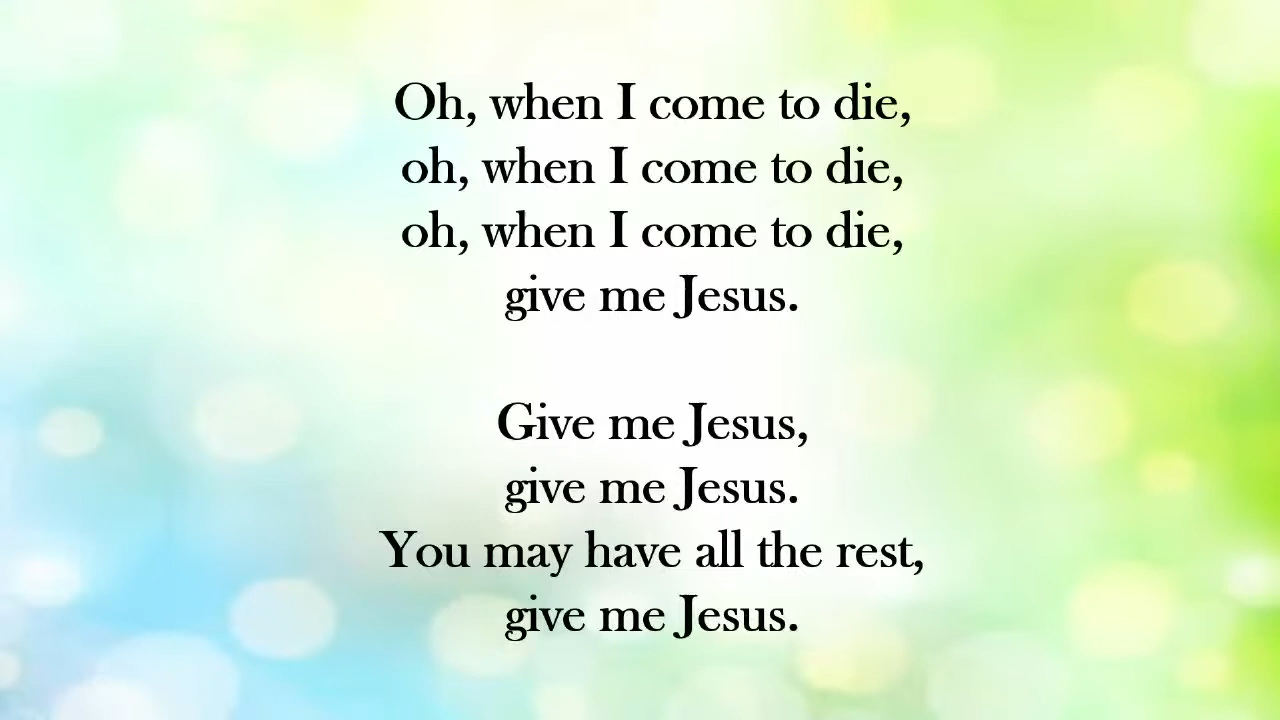 Oh, when I come to die,
oh, when I come to die,
oh, when I come to die,
give me Jesus.
Give me Jesus,
give me Jesus.
You may have all the rest,
give me Jesus.